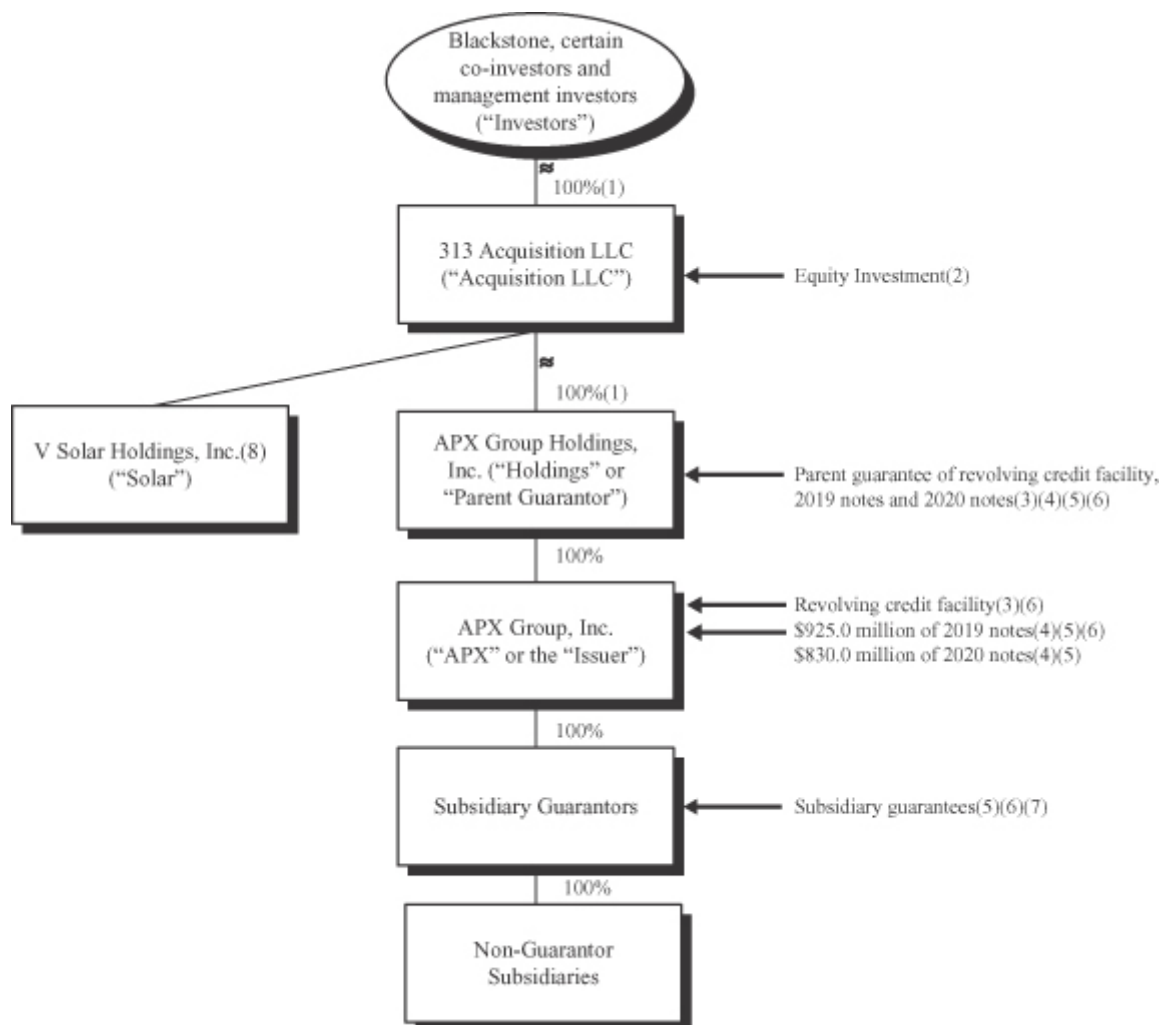 Blackstone, certain
co-investors and
management investors
(“Investors”)
≈
100%(1)
313 Acquisition LLC
(“Acquisition LLC”)
Equity Investment(2)
≈
100%(1)
V Solar Holdings, Inc.(8)
(“Solar”)
APX Group Holdings,
Inc. (“Holdings” or
“Parent Guarantor”)
Parent guarantee of revolving credit facility,
2019 notes and 2020 notes(3)(4)(5)(6)
100%
APX Group, Inc.
(“APX” or the “Issuer”)
Revolving credit facility(3)(6)
$925.0 million of 2019 notes(4)(5)(6)
$830.0 million of 2020 notes(4)(5)
100%
Subsidiary Guarantors
Subsidiary guarantees(5)(6)(7)
100%
Non-Guarantor
Subsidiaries